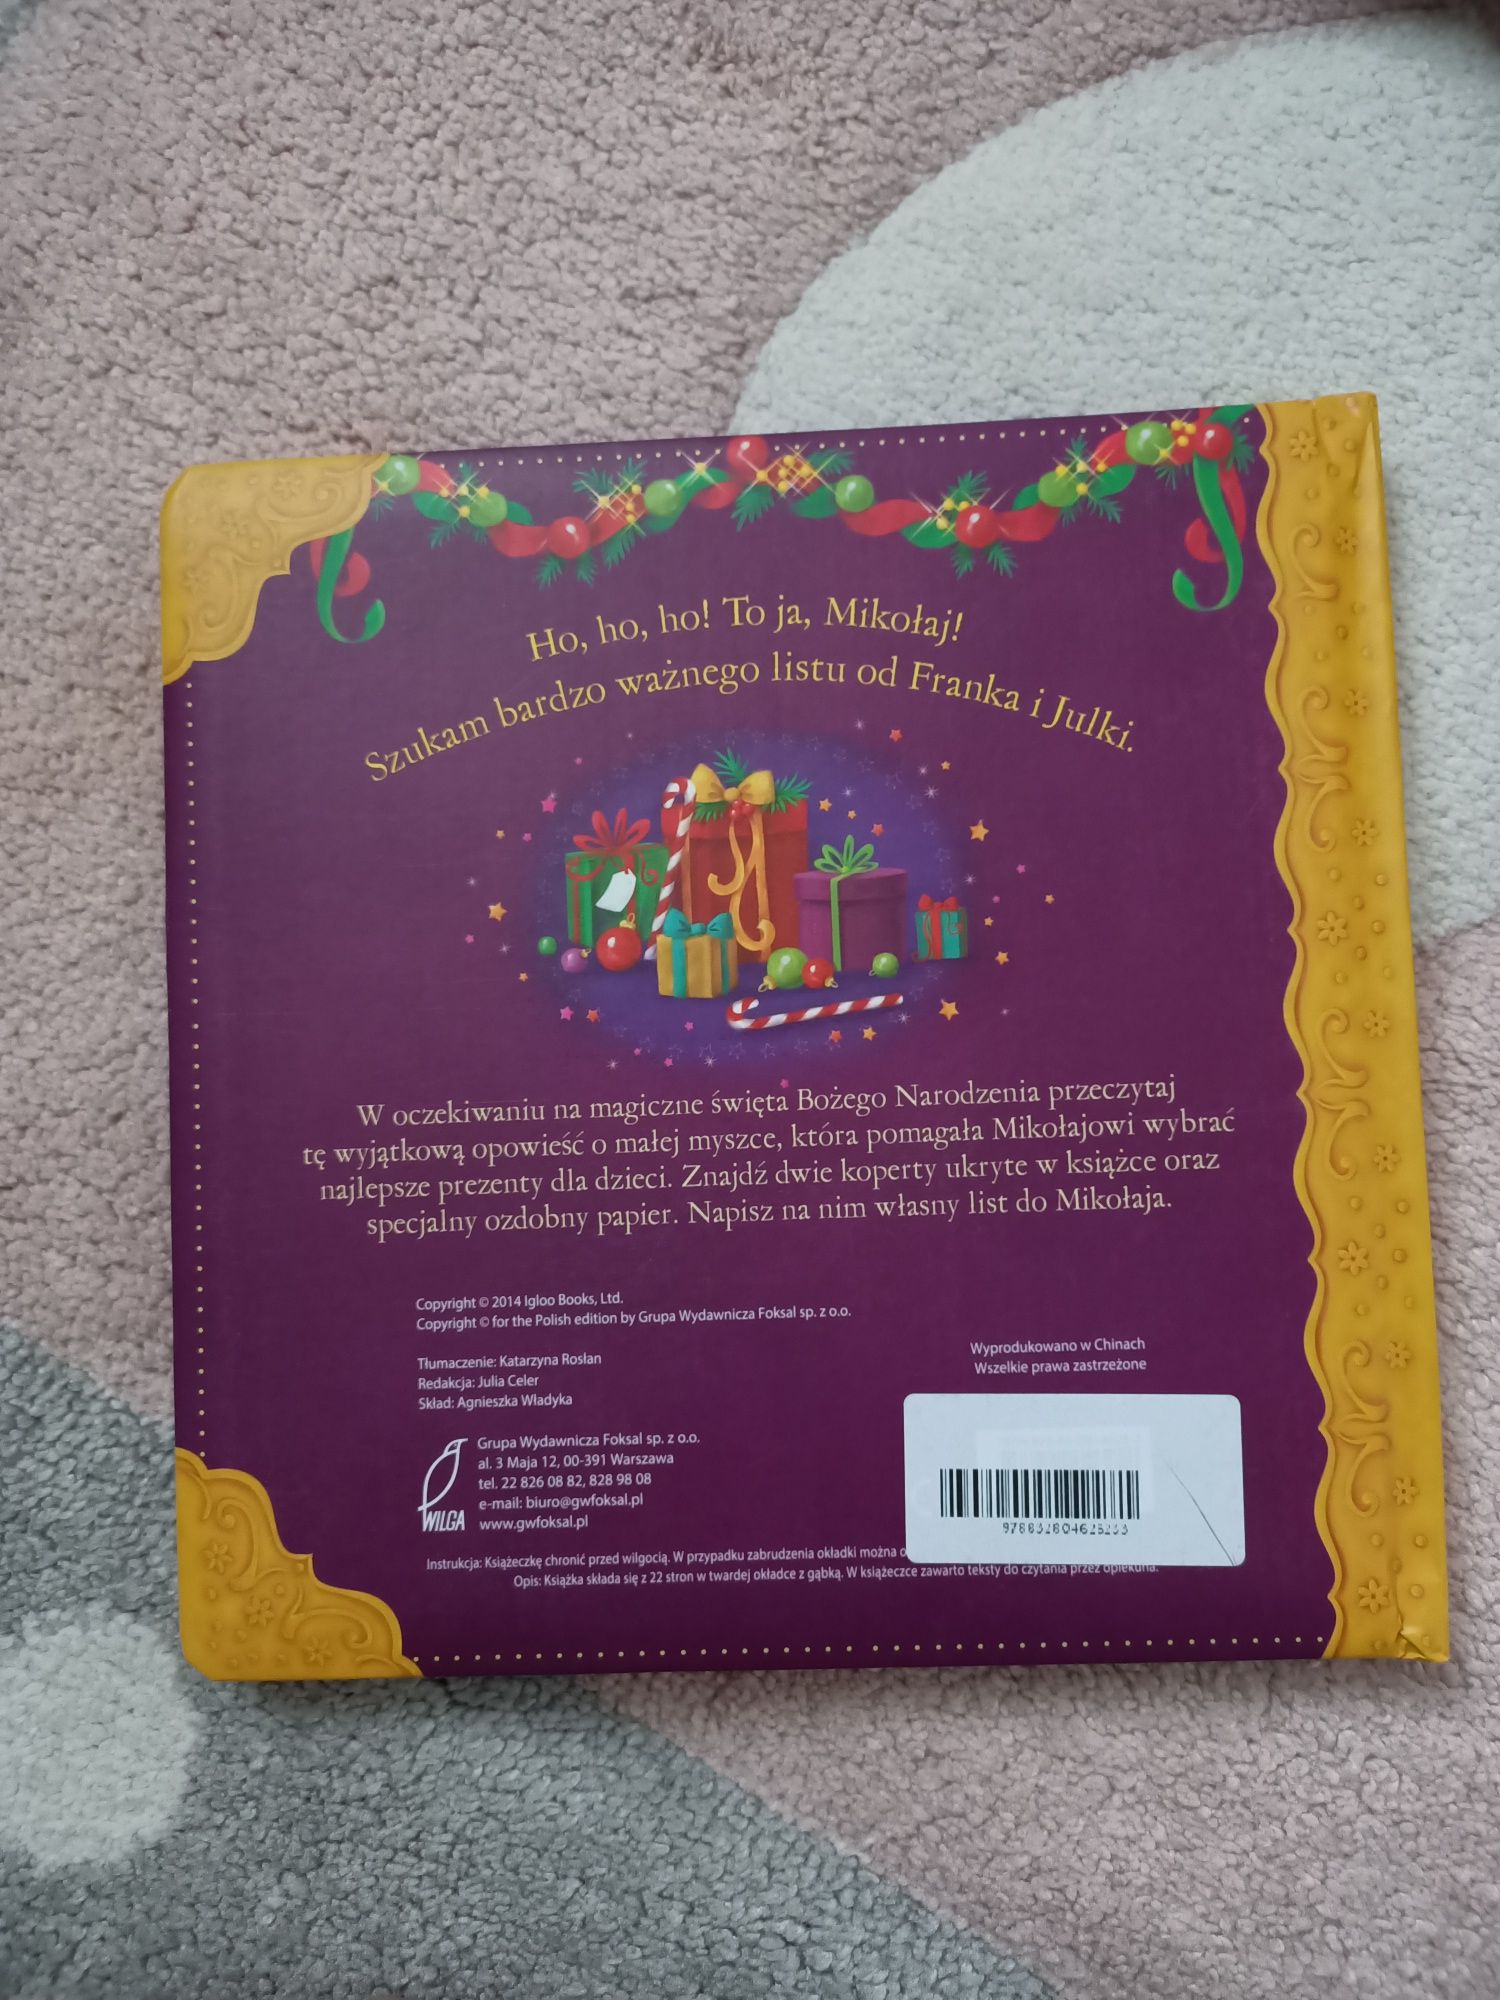 Ho, ho, ho! To ja, Mikołaj!
Szukam bardzo ważnego listu od Franka i Julki.
W oczekiwaniu na magiczne święta Bożego Narodzenia przeczytaj
tę wyjątkową opowieść o małej myszce, która pomagała Mikołajowi wybrać
najlepsze prezenty dla dzieci. Znajdź dwie koperty ukryte w książce oraz
specjalny ozdobny papier. Napisz na nim własny list do Mikołaja.
Copyright © 2014 Igloo Books, Ltd.
Copyright © for the Polish edition by Grupa Wydawnicza Foksal sp. z o.o.
Tłumaczenie: Katarzyna Rosłan
Redakcja: Julia Celer
Skład: Agnieszka Władyka
Wyprodukowano w Chinach
Wszelkie prawa zastrzeżone
WILGA
Grupa Wydawnicza Foksal sp. z o.o.
al. 3 Maja 12, 00-391 Warszawa
tel. 22 826 08 82, 828 98 08
e-mail: biuro@gwfoksal.pl
www.gwfoksal.pl
Instrukcja: Książeczkę chronić przed wilgocią. W przypadku zabrudzenia okładki można
Opis: Książka składa się z 22 stron w twardej okładce z gąbką. W książeczce zawarto teksty do czytania przez opiekuna.